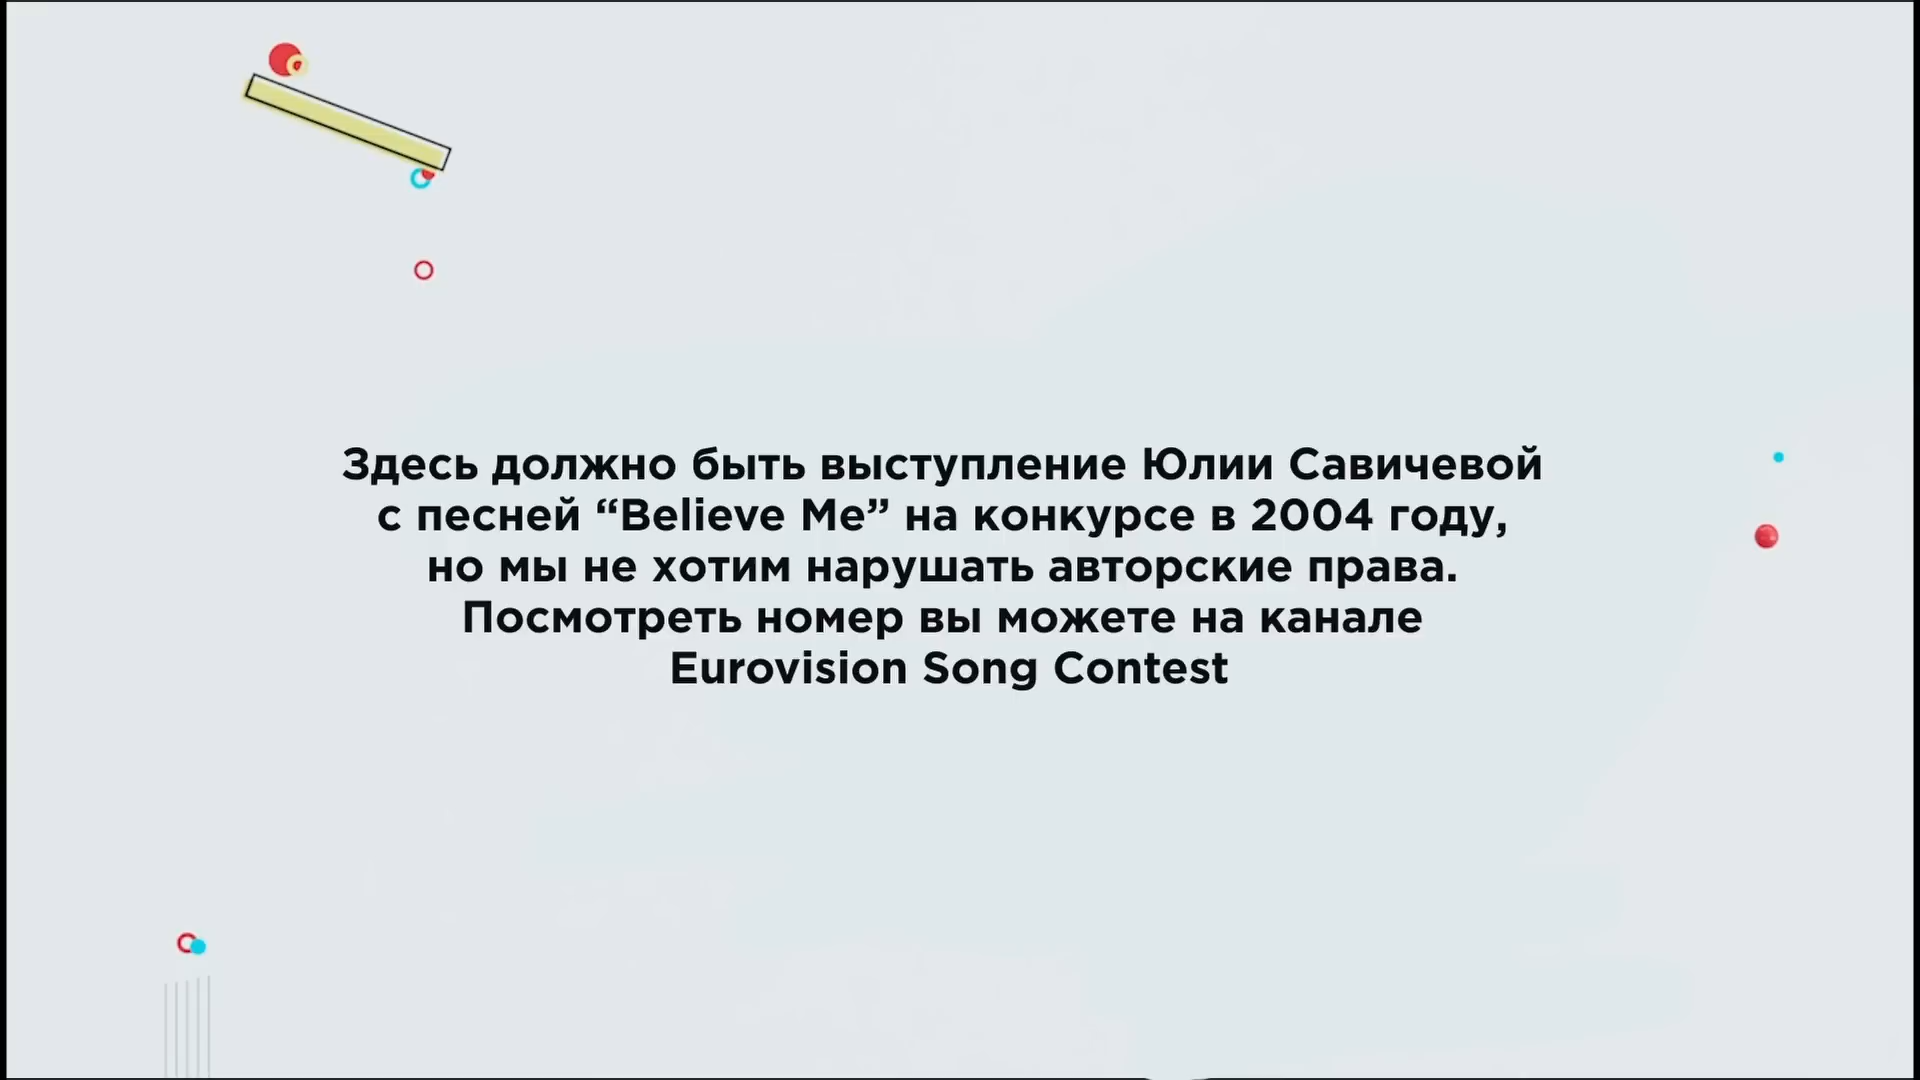 Здесь должно быть выступление Юлии Савичевой
с песней “Believe Me” на конкурсе в 2004 году,
но мы не хотим нарушать авторские права.
Посмотреть номер вы можете на канале
Eurovision Song Contest